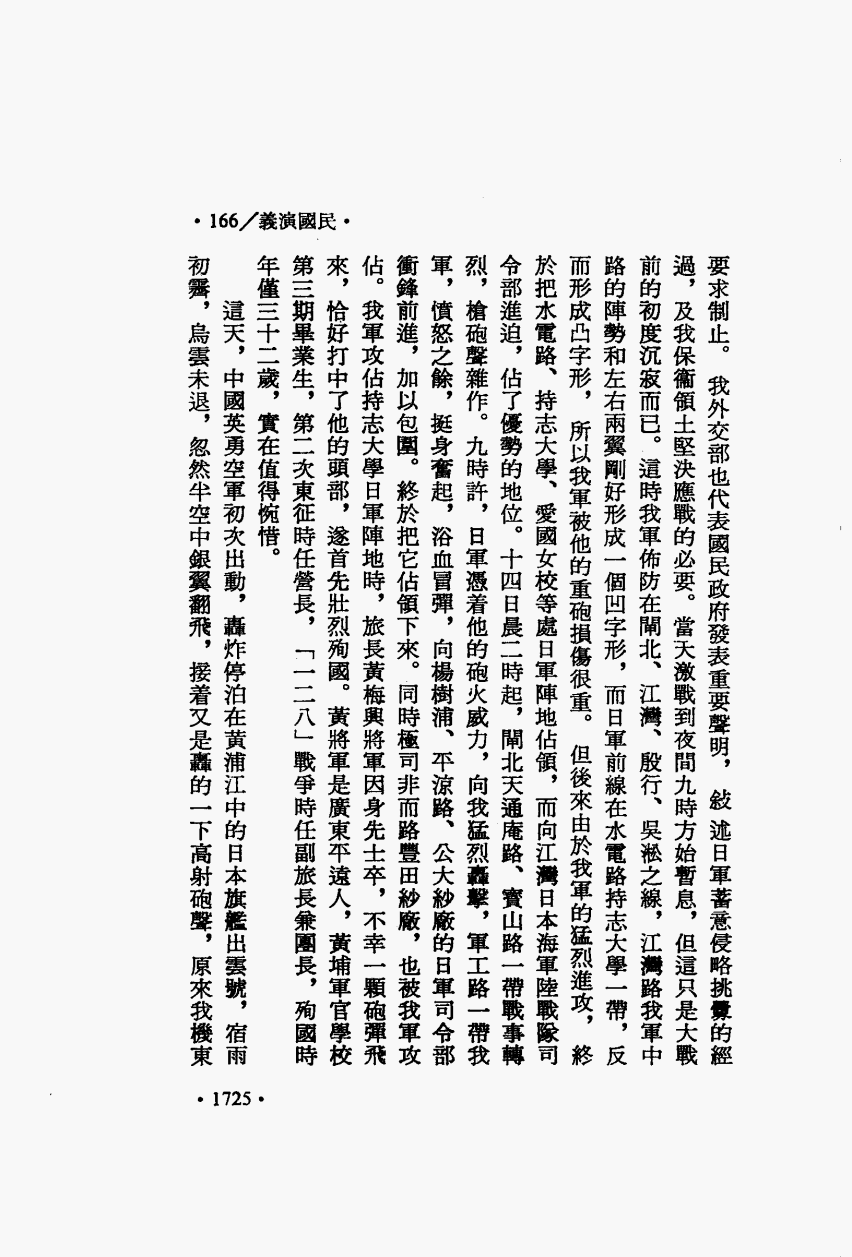 ・166／義演國民・
要求制止。我外交部也代表國民政府發表重要聲明，敍述日軍蓄意侵略挑釁的經
過，及我保衞領土堅決應戰的必要。當天激戰到夜間九時方始暫息，但這只是大戰
前的初度沉寂而已。這時我軍佈防在閘北、江灣、殷行、吳淞之線，江灣路我軍中
路的陣勢和左右兩翼剛好形成一個凹字形，而日軍前線在水電路持志大學一帶，反
而形成凸字形，所以我軍被他的重砲損傷很重。但後來由於我軍的猛烈進攻，終
於把水電路、持志大學、愛國女校等處日軍陣地佔領，而向江灣日本海軍陸戰隊司
令部進迫，佔了優勢的地位。十四日晨二時起，閘北天通庵路、寶山路一帶戰事轉
烈，槍砲聲雜作。九時許，日軍憑着他的砲火威力，向我猛烈轟擊，軍工路一帶我
軍，憤怒之餘，挺身奮起，浴血冒彈，向楊樹浦、平涼路、公大紗廠的日軍司令部
衝鋒前進，加以包圍。終於把它佔領下來。同時極司非而路豐田紗廠，也被我軍攻
佔。我軍攻佔持志大學日軍陣地時，旅長黃梅興將軍因身先士卒，不幸一顆砲彈飛
來，恰好打中了他的頭部，遂首先壯烈殉國。黃將軍是廣東平遠人，黃埔軍官學校
第三期畢業生，第二次東征時任營長，「一二八」戰爭時任副旅長兼團長，殉國時
年僅三十二歲，實在值得惋惜。
這天，中國英勇空軍初次出動，轟炸停泊在黃浦江中的日本旗艦出雲號，宿雨
初霽，烏雲未退，忽然半空中銀翼翻飛，接着又是轟的一下高射砲聲，原來我機東
・1725・